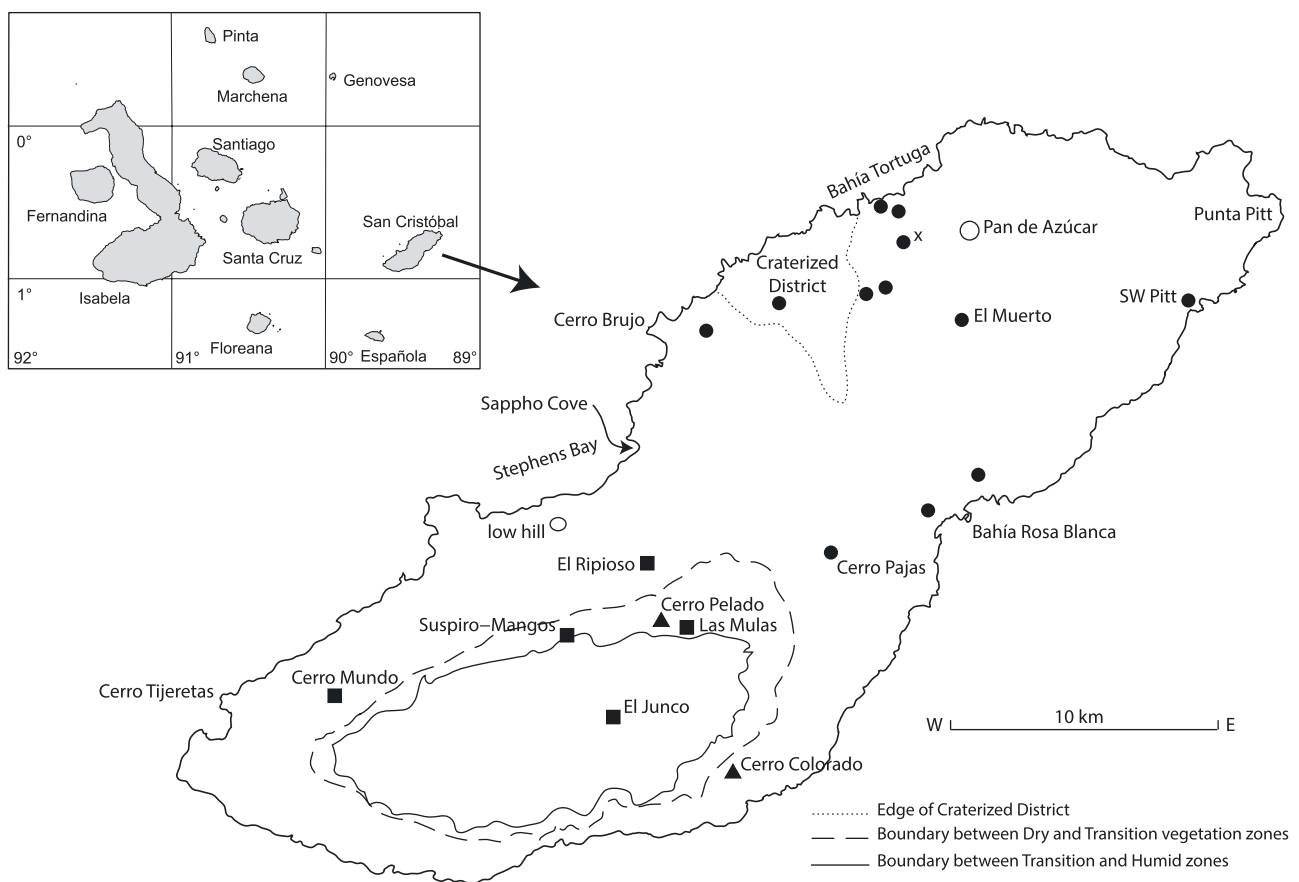 Pinta
Marchena
Genovesa
0°
Santiago
Fernandina
San Cristóbal
Santa Cruz
1°
Isabela
Floreana
Española
92°
91°
90°
89°
Bahía Tortuga
Punta Pitt
x
Pan de Azúcar
Craterized
District
SW Pitt
Cerro Brujo
El Muerto
Sappho Cove
Stephens Bay
low hill
Bahía Rosa Blanca
El Ripioso
Cerro Pajas
Cerro Pelado
Suspiro–Mangos
Las Mulas
Cerro Mundo
Cerro Tijeretas
El Junco
W
10 km
E
Cerro Colorado
Edge of Craterized District
Boundary between Dry and Transition vegetation zones
Boundary between Transition and Humid zones